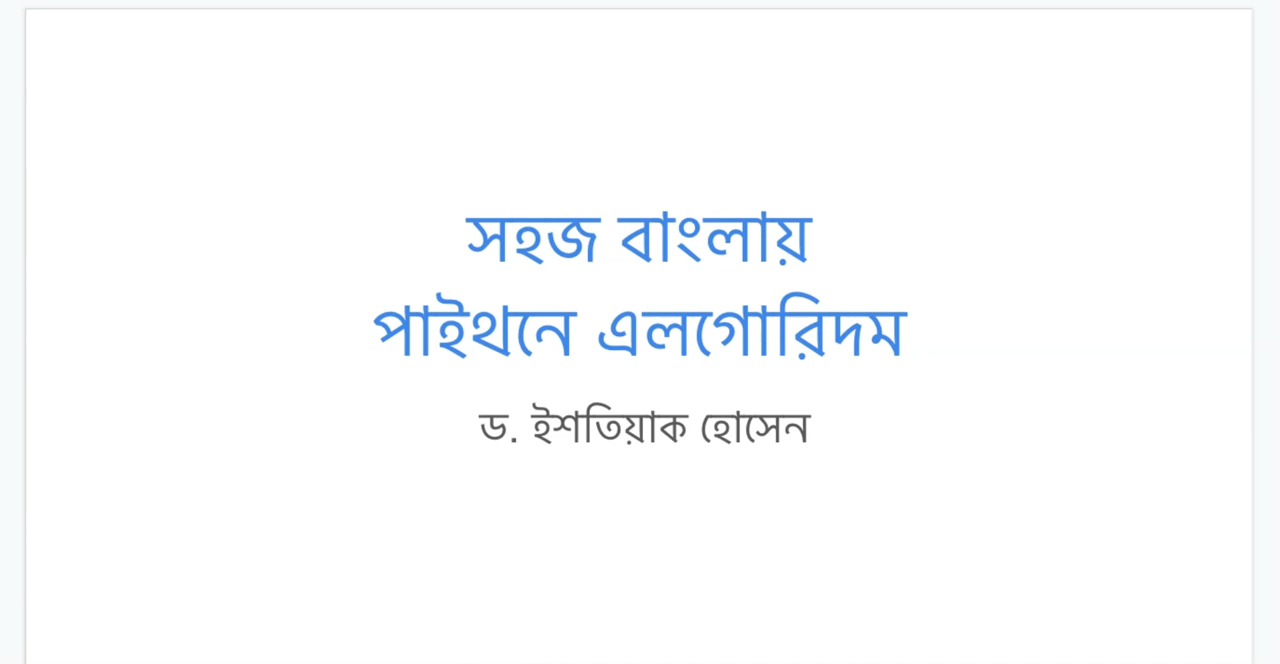 সহজ বাংলায়
পাইথনে এলগোরিদম
ড. ইশতিয়াক হোসেন